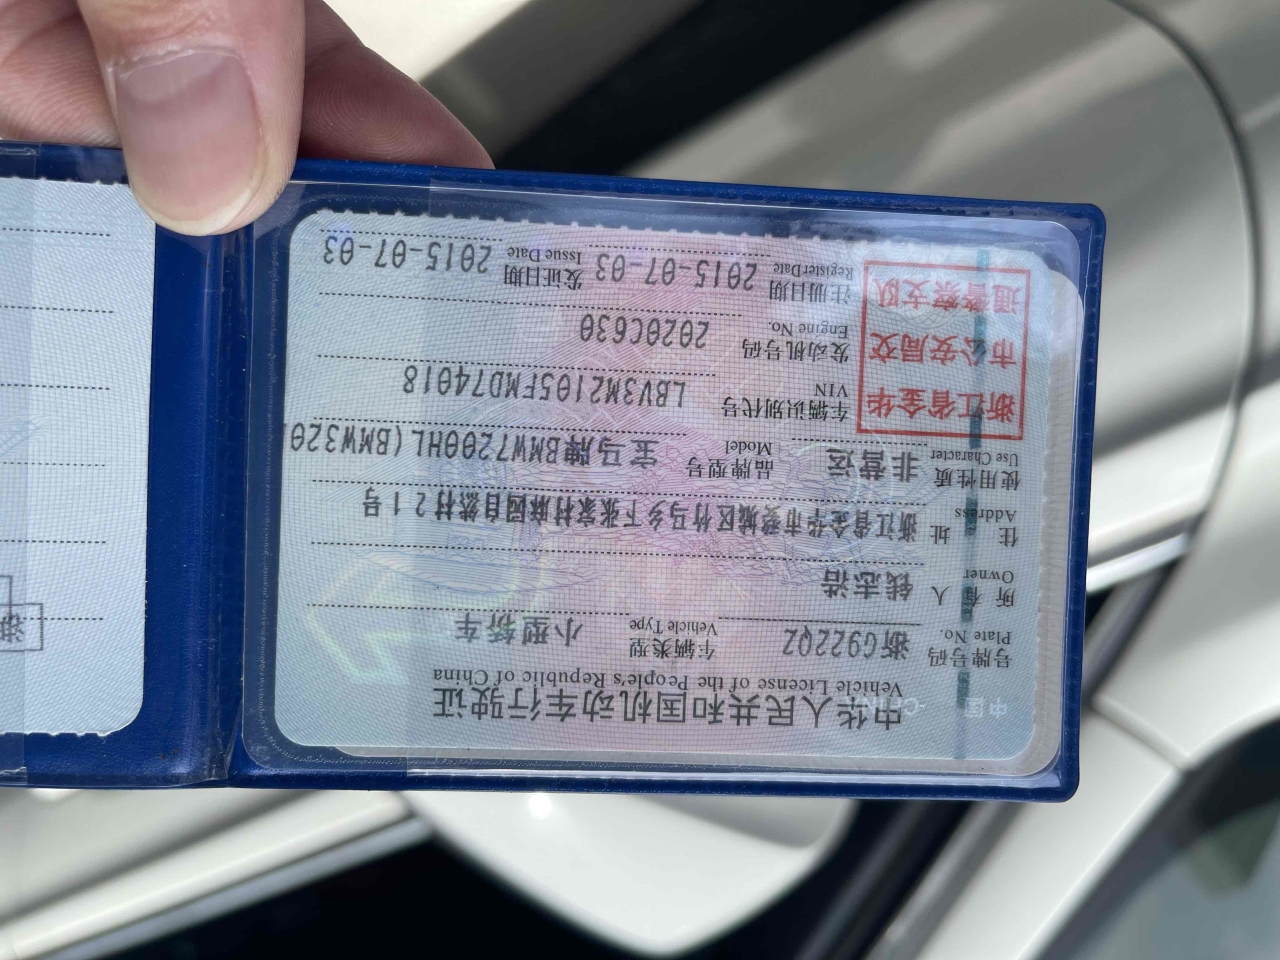 中华人民共和国机动车行驶证
Vehicle License of the People's Republic of China
号牌号码 浙G922QZ 车辆类型 小型轿车
Plate No. Vehicle Type
所有人 钱志浩
Owner
住址 浙江省金华市婺城区竹马乡下张家村麻园自然村21号
Address
使用性质 非营运 品牌型号 宝马牌BMW7200HL(BMW320
Use Character Model
浙江省金华
市公安局交
通警察支队
车辆识别代号 LBV3M2105FMD74018
VIN
发动机号码 2020C630
Engine No.
注册日期 2015-07-03 发证日期 2015-07-03
Register Date Issue Date
中国